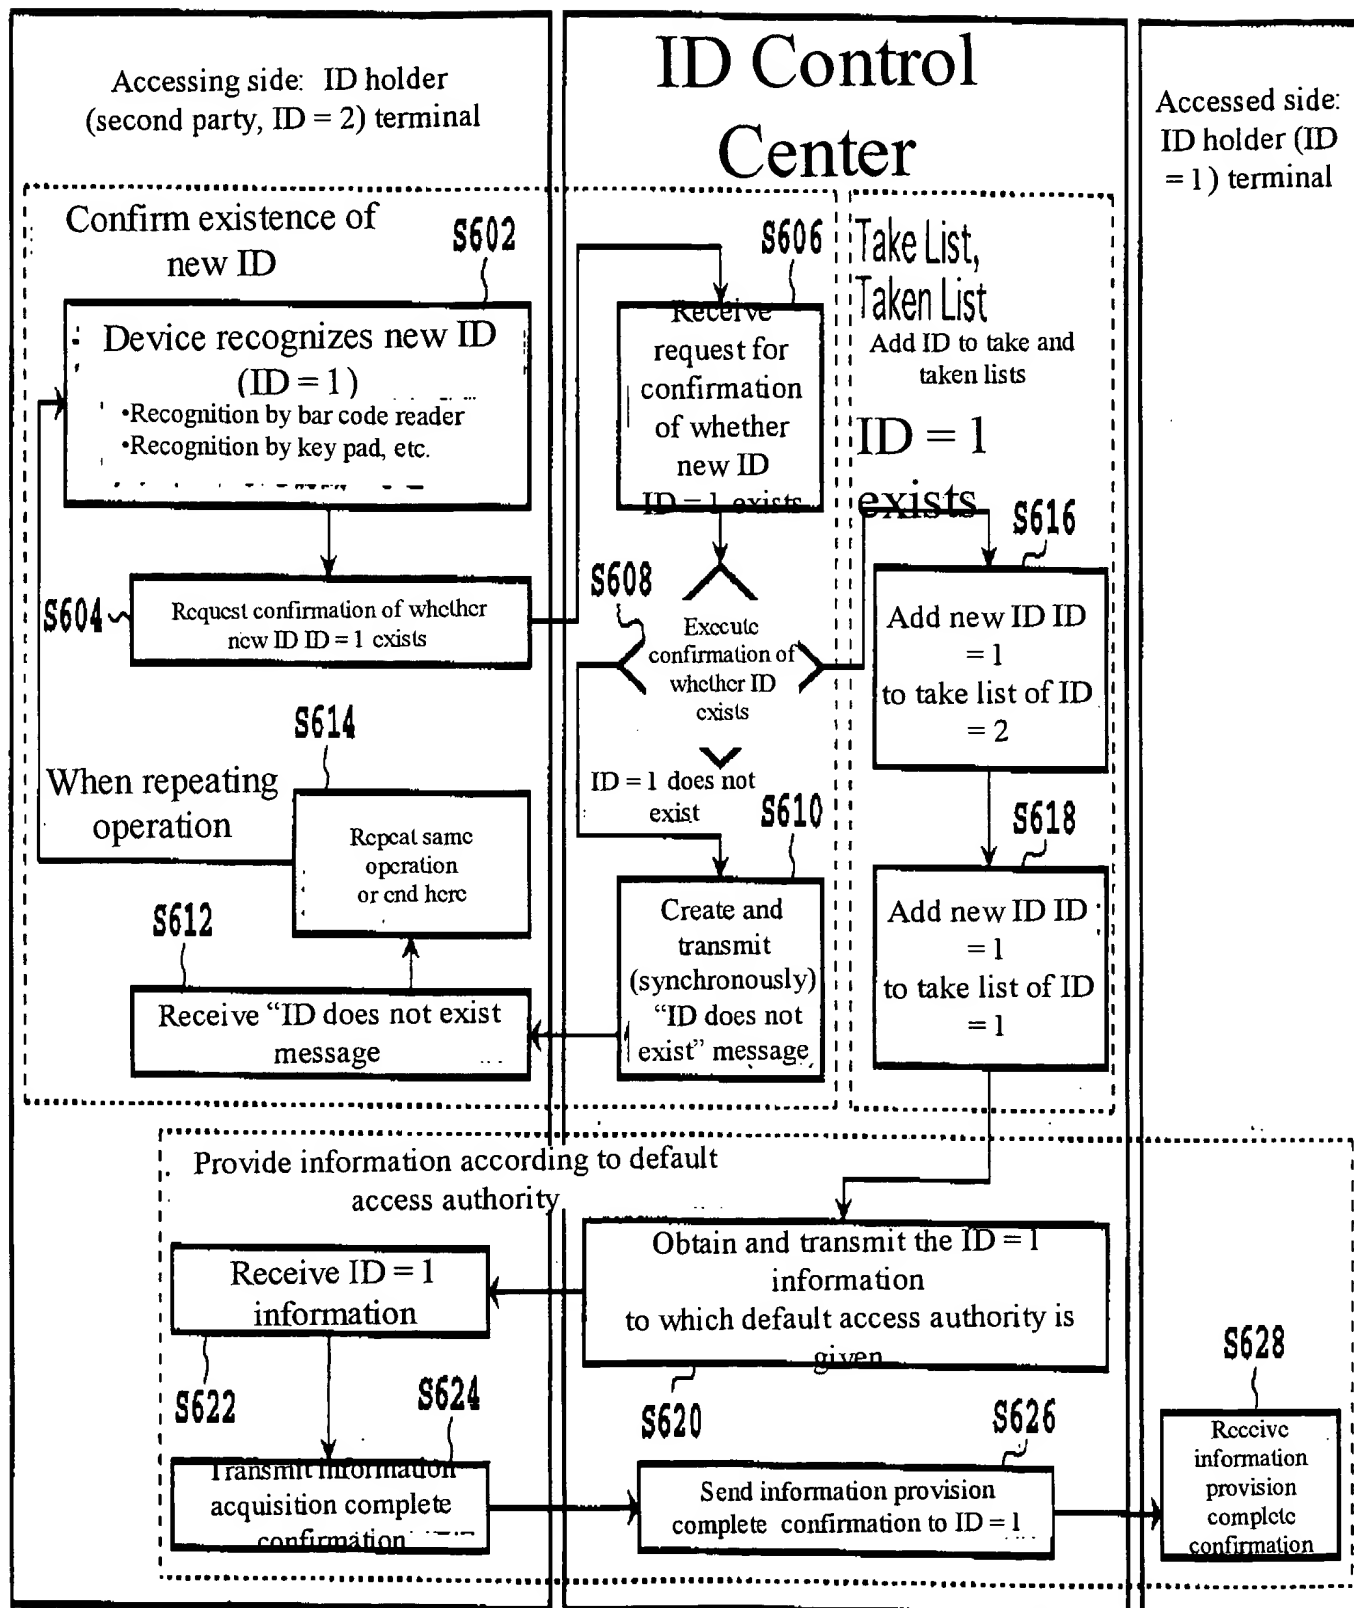 Accessing side: ID holder
(second party, ID = 2) terminal
ID Control
Center
Accessed side:
ID holder (ID
= 1) terminal
Confirm existence of
new ID
S602
Device recognizes new ID
(ID = 1)
•Recognition by bar code reader
•Recognition by key pad, etc.
S604
Request confirmation of whether
new ID ID = 1 exists
S606
Receive
request for
confirmation
of whether
new ID
ID = 1 exists
Take List,
Taken List
Add ID to take and
taken lists
ID = 1
exists
S608
Execute
confirmation of
whether ID
exists
ID = 1 does not
exist
S616
Add new ID ID
= 1
to take list of ID
= 2
S614
When repeating
operation
Repeat same
operation
or end here
S610
Create and
transmit
(synchronously)
“ID does not
exist” message
S618
Add new ID ID
= 1
to take list of ID
= 1
S612
Receive “ID does not exist
message
Provide information according to default
access authority
Obtain and transmit the ID = 1
information
to which default access authority is
given
S620
Receive ID = 1
information
S622
S624
Transmit information
acquisition complete
confirmation
S626
Send information provision
complete confirmation to ID = 1
S628
Receive
information
provision
complete
confirmation